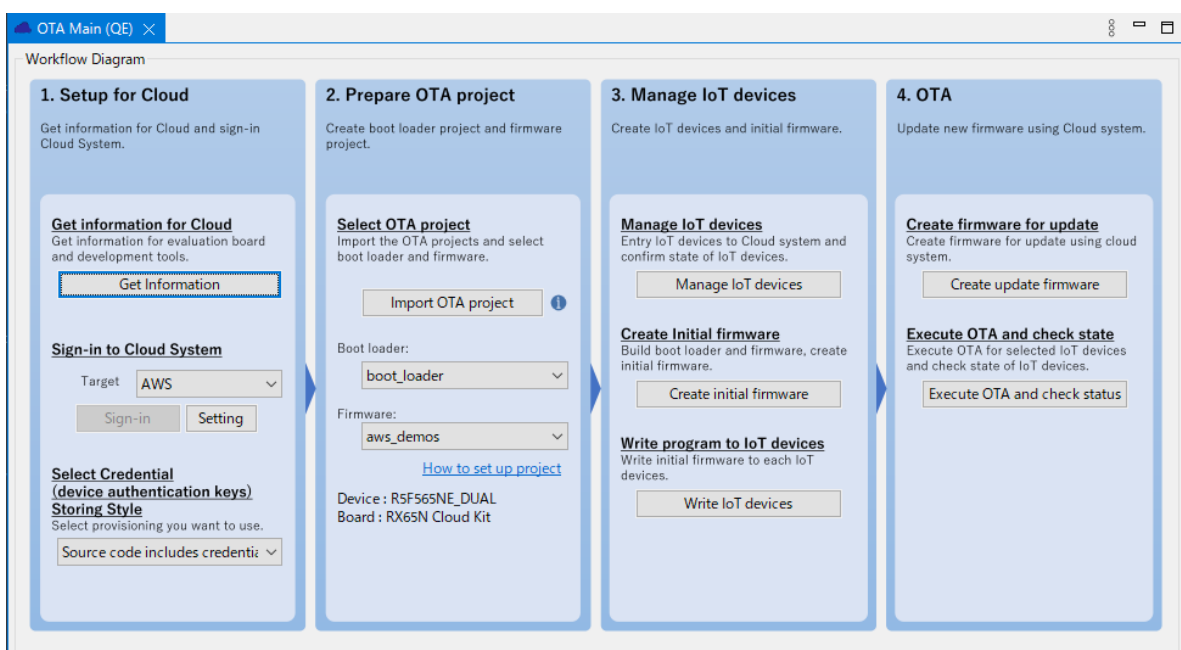 OTA Main (QE)
Workflow Diagram
1. Setup for Cloud
Get information for Cloud and sign-in
Cloud System.
Get information for Cloud
Get information for evaluation board
and development tools.
Get Information
Sign-in to Cloud System
Target AWS
Sign-in Setting
Select Credential
(device authentication keys)
Storing Style
Select provisioning you want to use.
Source code includes credentia
2. Prepare OTA project
Create boot loader project and firmware
project.
Select OTA project
Import the OTA projects and select
boot loader and firmware.
Import OTA project
Boot loader:
boot_loader
Firmware:
aws_demos
How to set up project
Device : R5F565NE_DUAL
Board : RX65N Cloud Kit
3. Manage IoT devices
Create IoT devices and initial firmware.
Manage IoT devices
Entry IoT devices to Cloud system and
confirm state of IoT devices.
Manage IoT devices
Create Initial firmware
Build boot loader and firmware, create
initial firmware.
Create initial firmware
Write program to IoT devices
Write initial firmware to each IoT
devices.
Write IoT devices
4. OTA
Update new firmware using Cloud system.
Create firmware for update
Create firmware for update using cloud
system.
Create update firmware
Execute OTA and check state
Execute OTA for selected IoT devices
and check state of IoT devices.
Execute OTA and check status